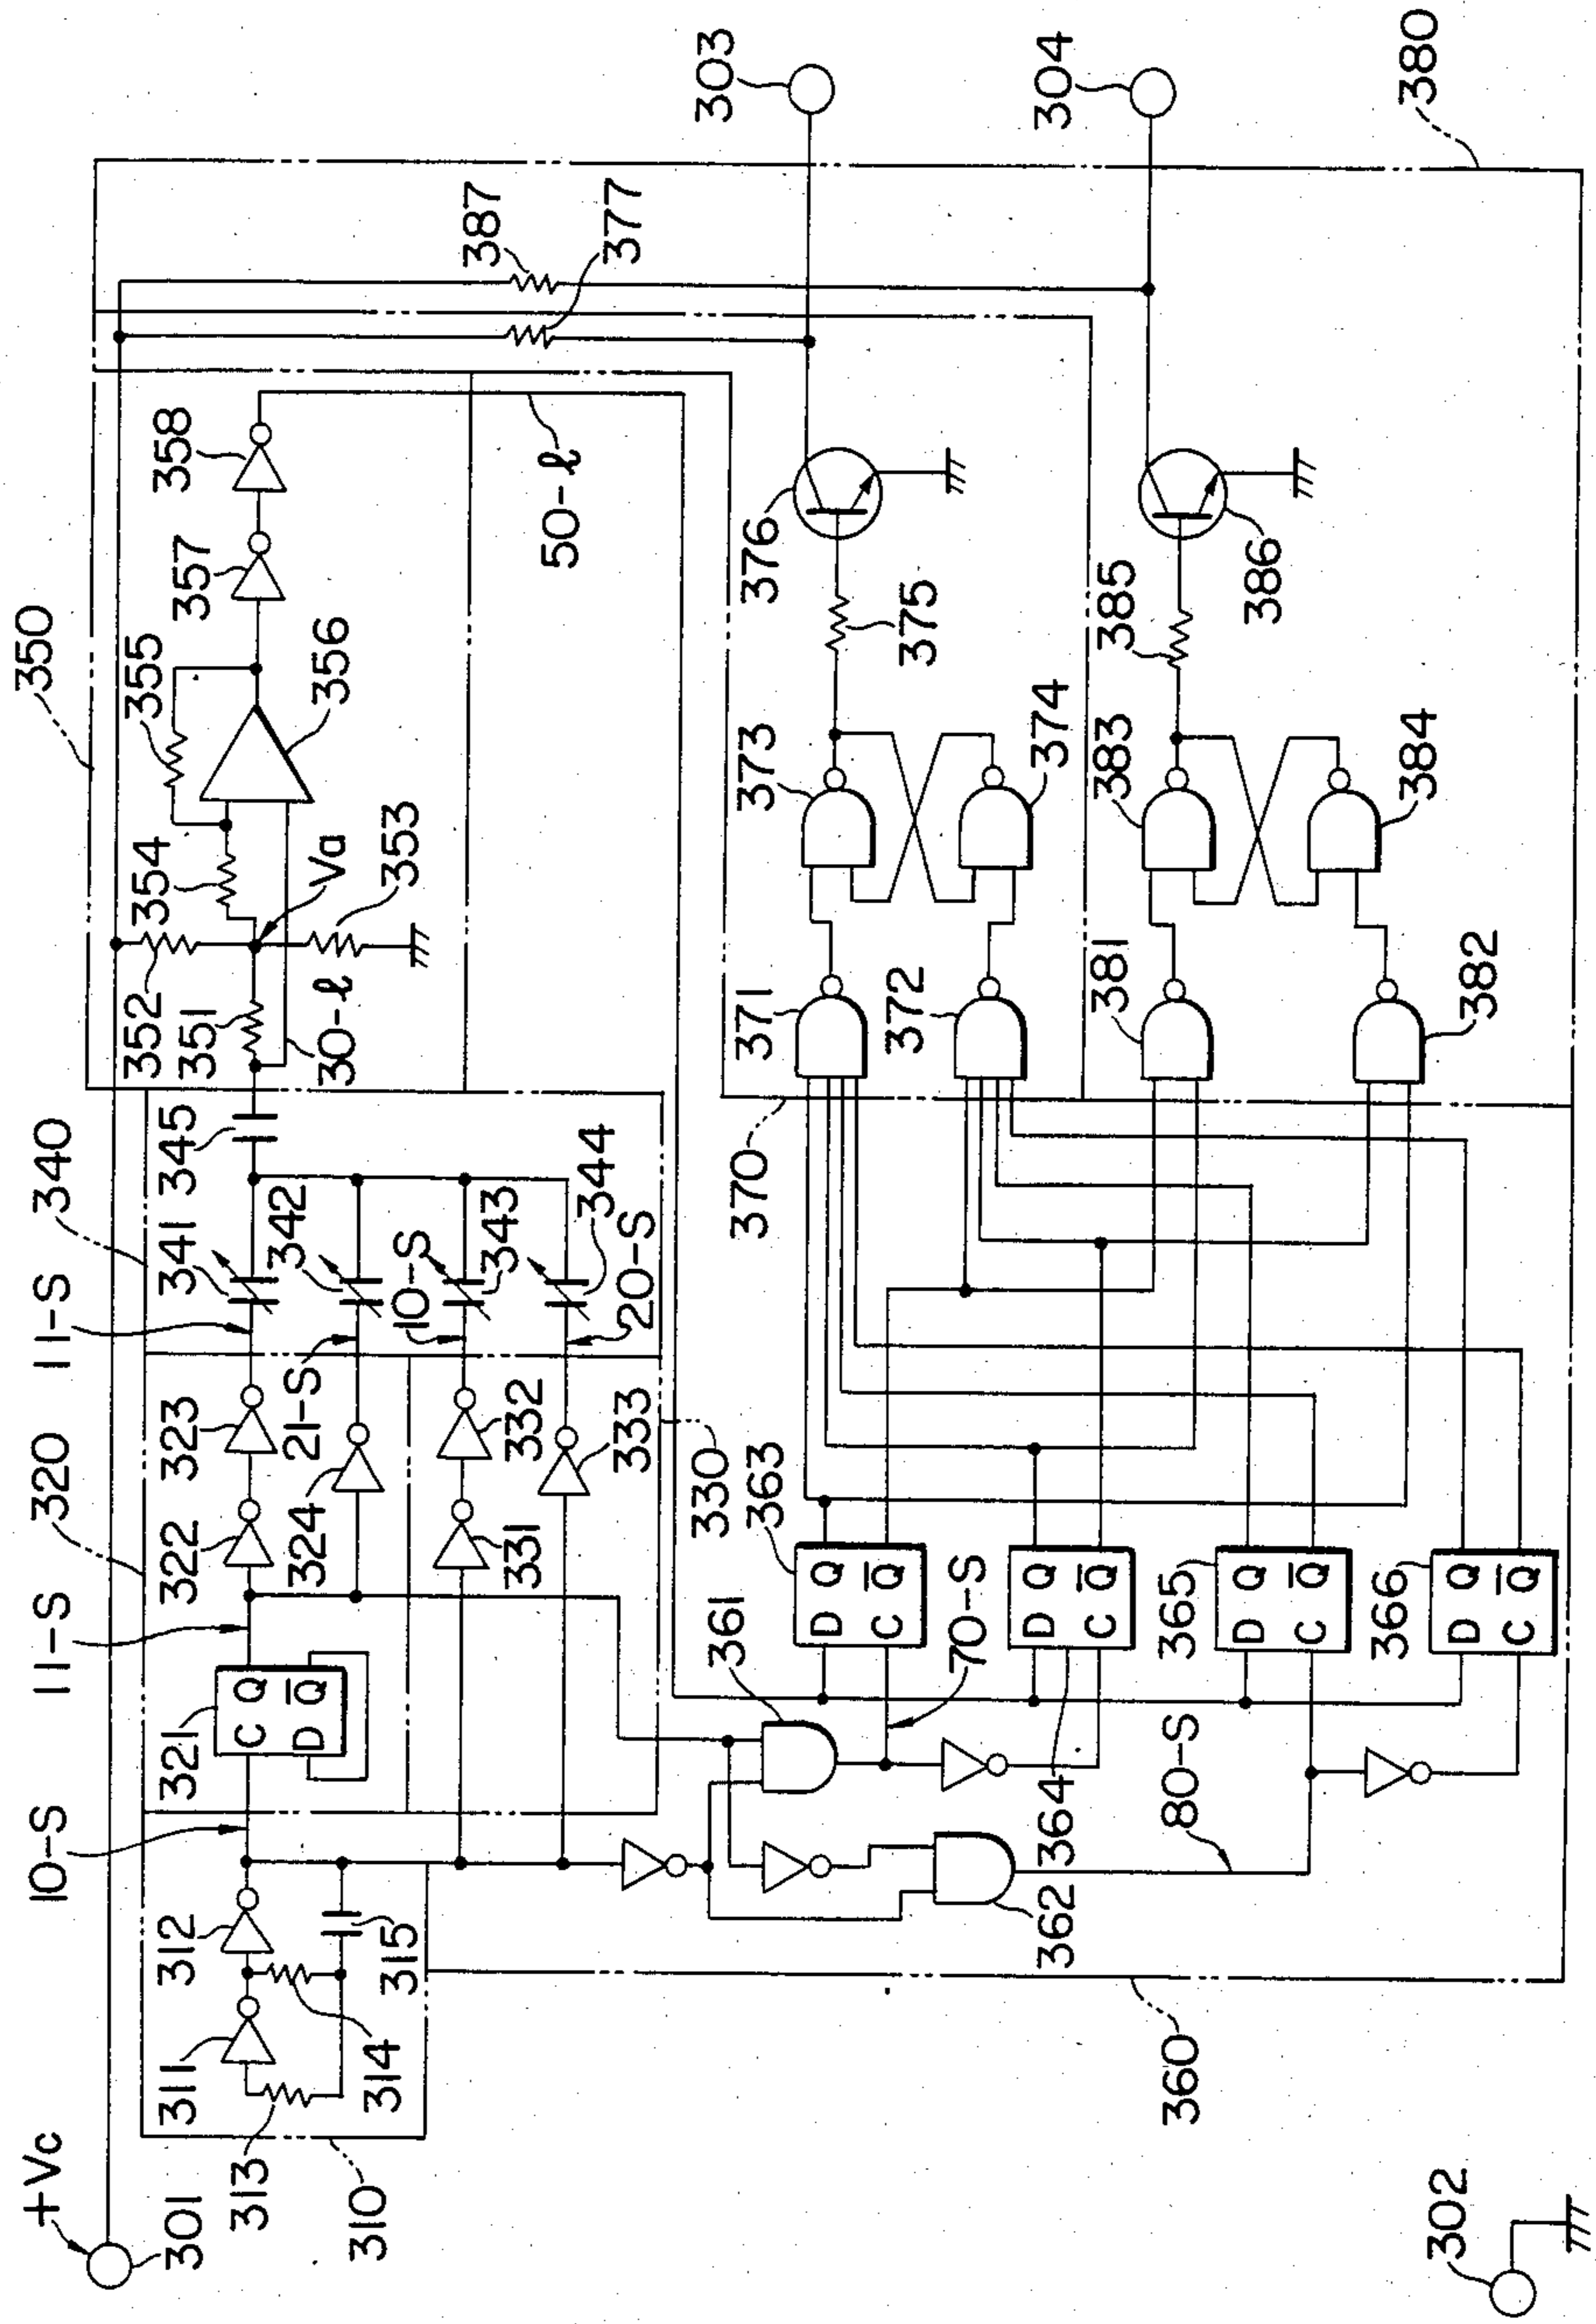 +Vc
301
302
303
304
310
311
312
313
314
315
10-S
320
321
C Q
D Q̅
11-S
322
323
324
21-S
11-S
330
331
332
333
10-S
20-S
340
341
342
343
344
345
350
351
352
353
354
355
356
357
358
Va
30-ℓ
50-ℓ
360
361
362
70-S
80-S
363
D Q
C Q̅
364
D Q
C Q̅
365
D Q
C Q̅
366
D Q
C Q̅
370
371
372
373
374
375
376
377
380
381
382
383
384
385
386
387